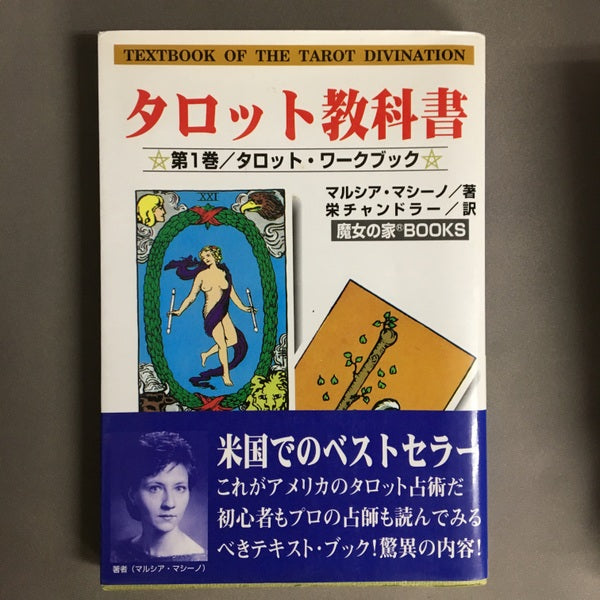 TEXTBOOK OF THE TAROT DIVINATION
タロット教科書
第1巻／タロット・ワークブック
マルシア・マシーノ／著
栄チャンドラー／訳
魔女の家®BOOKS
XXI
米国でのベストセラー
これがアメリカのタロット占術だ
初心者もプロの占師も読んでみる
べきテキスト・ブック!驚異の内容!
著者（マルシア・マシーノ）